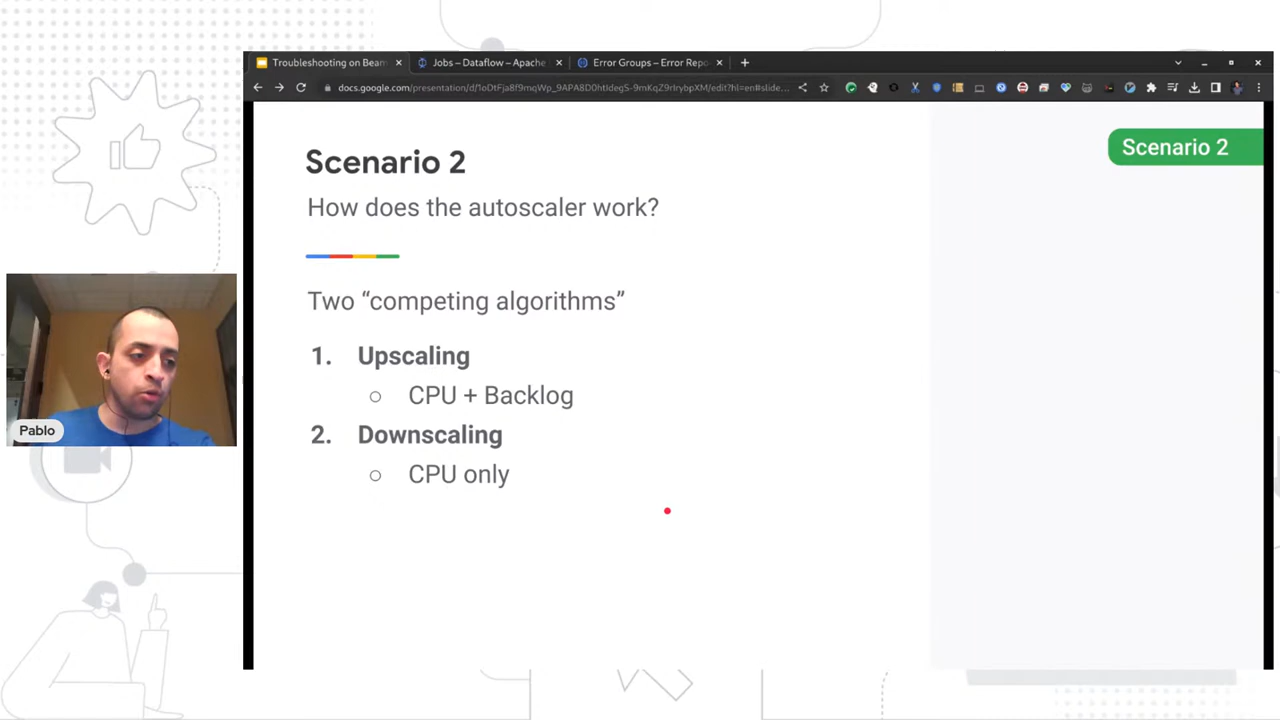 Troubleshooting on Beam
Jobs – Dataflow – Apache
Error Groups – Error Repo
Scenario 2
Scenario 2
How does the autoscaler work?
Two “competing algorithms”
1. Upscaling
○ CPU + Backlog
2. Downscaling
○ CPU only
Pablo